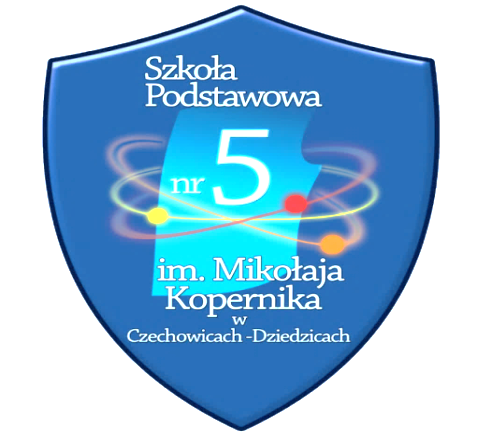 Szkoła
Podstawowa
nr 5
im. Mikołaja
Kopernika
w
Czechowicach -Dziedzicach